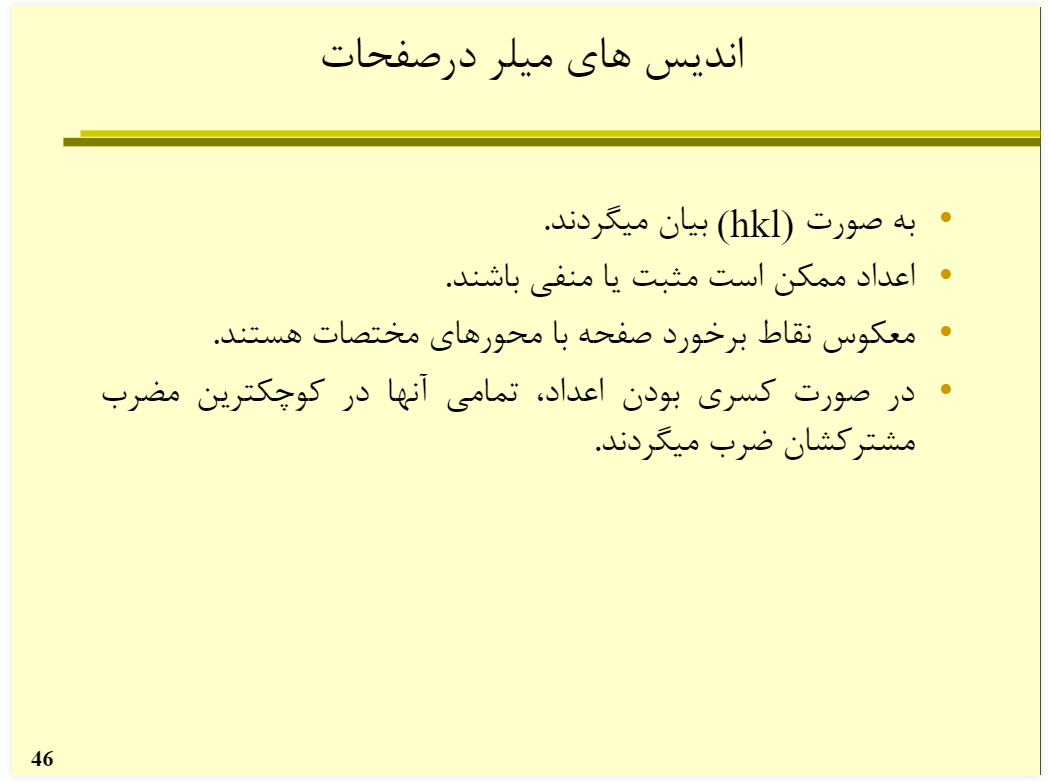 اندیس های میلر درصفحات
• به صورت (hkl) بیان میگردند.
• اعداد ممکن است مثبت یا منفی باشند.
• معکوس نقاط برخورد صفحه با محورهای مختصات هستند.
• در صورت کسری بودن اعداد، تمامی آنها در کوچکترین مضرب
مشترکشان ضرب میگردند.
46